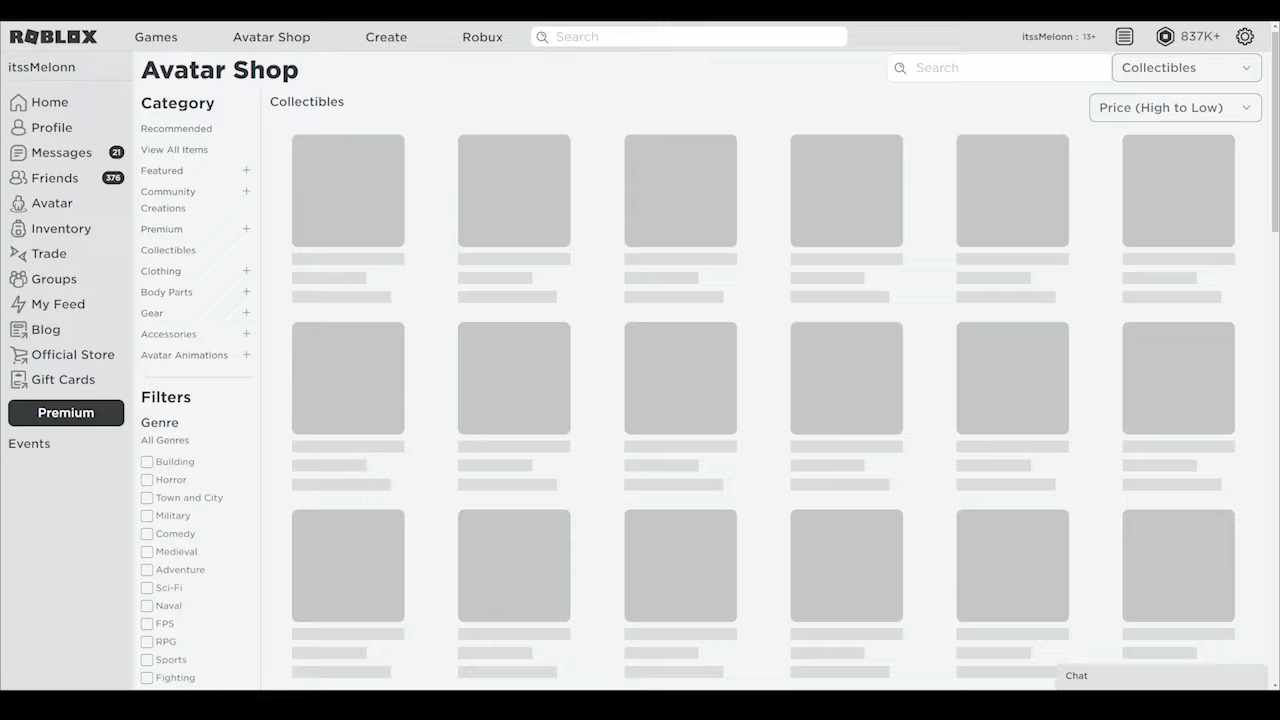 ROBLOX Games Avatar Shop Create Robux Search itssMelonn : 13+ 837K+
itssMelonn
Home
Profile
Messages 21
Friends 376
Avatar
Inventory
Trade
Groups
My Feed
Blog
Official Store
Gift Cards
Premium
Events
Avatar Shop
Search
Collectibles
Category
Recommended
View All Items
Featured +
Community +
Creations
Premium +
Collectibles
Clothing +
Body Parts +
Gear +
Accessories +
Avatar Animations +
Filters
Genre
All Genres
Building
Horror
Town and City
Military
Comedy
Medieval
Adventure
Sci-Fi
Naval
FPS
RPG
Sports
Fighting
Collectibles
Price (High to Low)
Chat